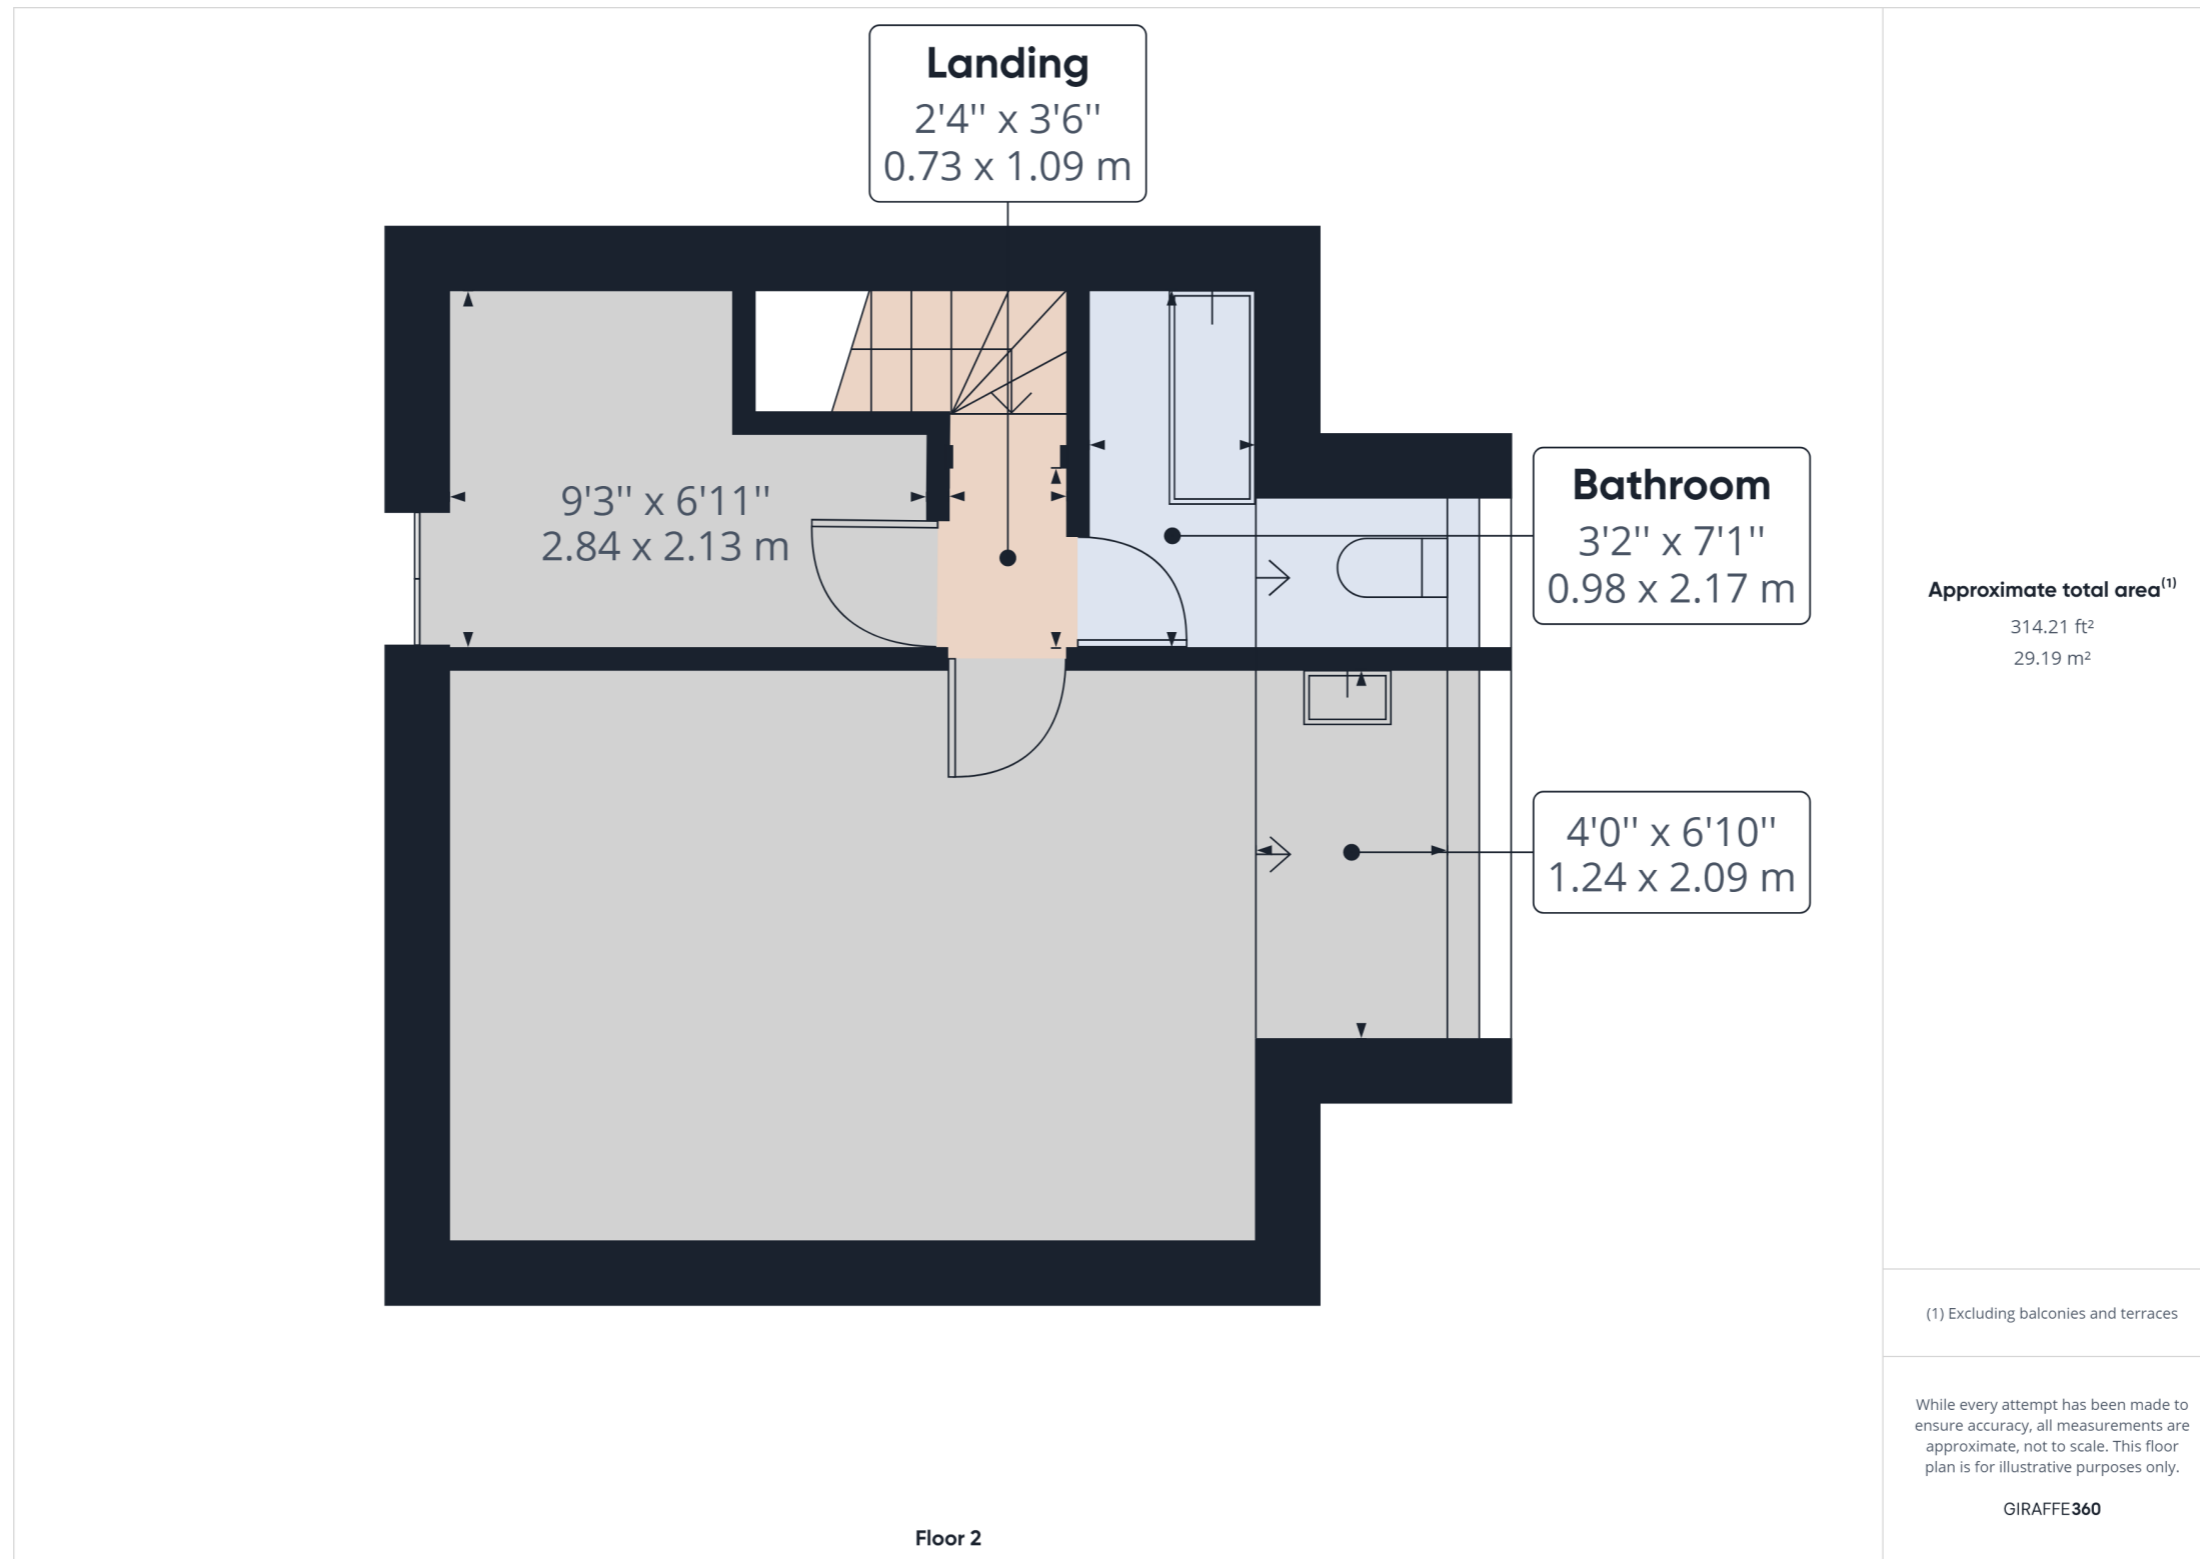 Landing
2'4'' x 3'6''
0.73 x 1.09 m
9'3'' x 6'11''
2.84 x 2.13 m
Bathroom
3'2'' x 7'1''
0.98 x 2.17 m
4'0'' x 6'10''
1.24 x 2.09 m
Floor 2
Approximate total area⁽¹⁾
314.21 ft²
29.19 m²
(1) Excluding balconies and terraces
While every attempt has been made to
ensure accuracy, all measurements are
approximate, not to scale. This floor
plan is for illustrative purposes only.
GIRAFFE360